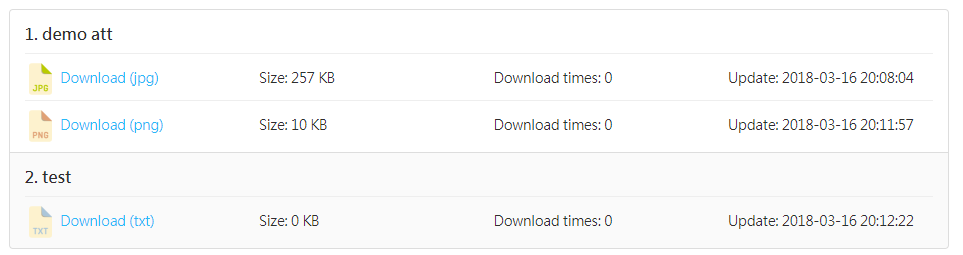 1. demo att
JPG Download (jpg) Size: 257 KB Download times: 0 Update: 2018-03-16 20:08:04
PNG Download (png) Size: 10 KB Download times: 0 Update: 2018-03-16 20:11:57
2. test
TXT Download (txt) Size: 0 KB Download times: 0 Update: 2018-03-16 20:12:22